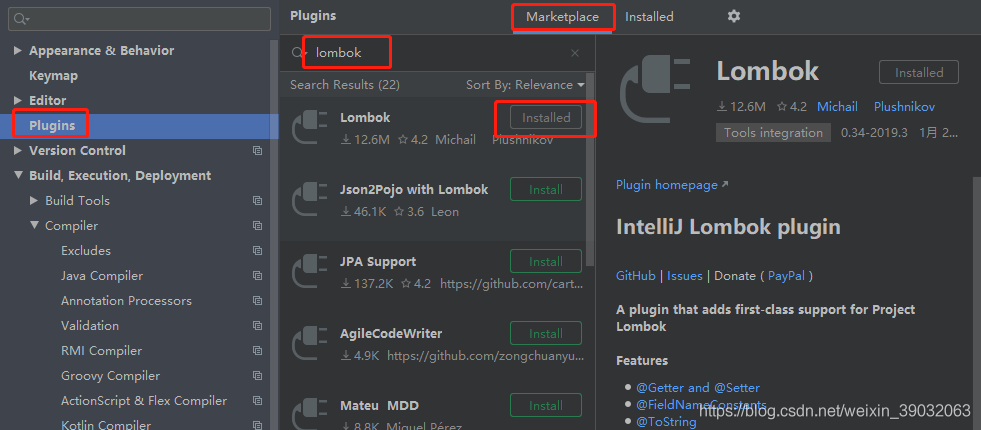 Plugins
Marketplace
Installed
Appearance & Behavior
Keymap
Editor
Plugins
Version Control
Build, Execution, Deployment
Build Tools
Compiler
Excludes
Java Compiler
Annotation Processors
Validation
RMI Compiler
Groovy Compiler
ActionScript & Flex Compiler
Kotlin Compiler
lombok
Search Results (22)
Sort By: Relevance
Lombok
Installed
12.6M 4.2 Michail Plushnikov
Json2Pojo with Lombok
Install
46.1K 3.6 Leon
JPA Support
Install
137.2K 4.2 https://github.com/cart...
AgileCodeWriter
Install
4.9K https://github.com/zongchuanyu...
Mateu MDD
Install
8.8K Miguel Pérez
Lombok
Installed
12.6M 4.2 Michail Plushnikov
Tools integration 0.34-2019.3 1月 2...
Plugin homepage
IntelliJ Lombok plugin
GitHub | Issues | Donate ( PayPal )
A plugin that adds first-class support for Project
Lombok
Features
@Getter and @Setter
@FieldNameConstants
@ToString
https://blog.csdn.net/weixin_39032063